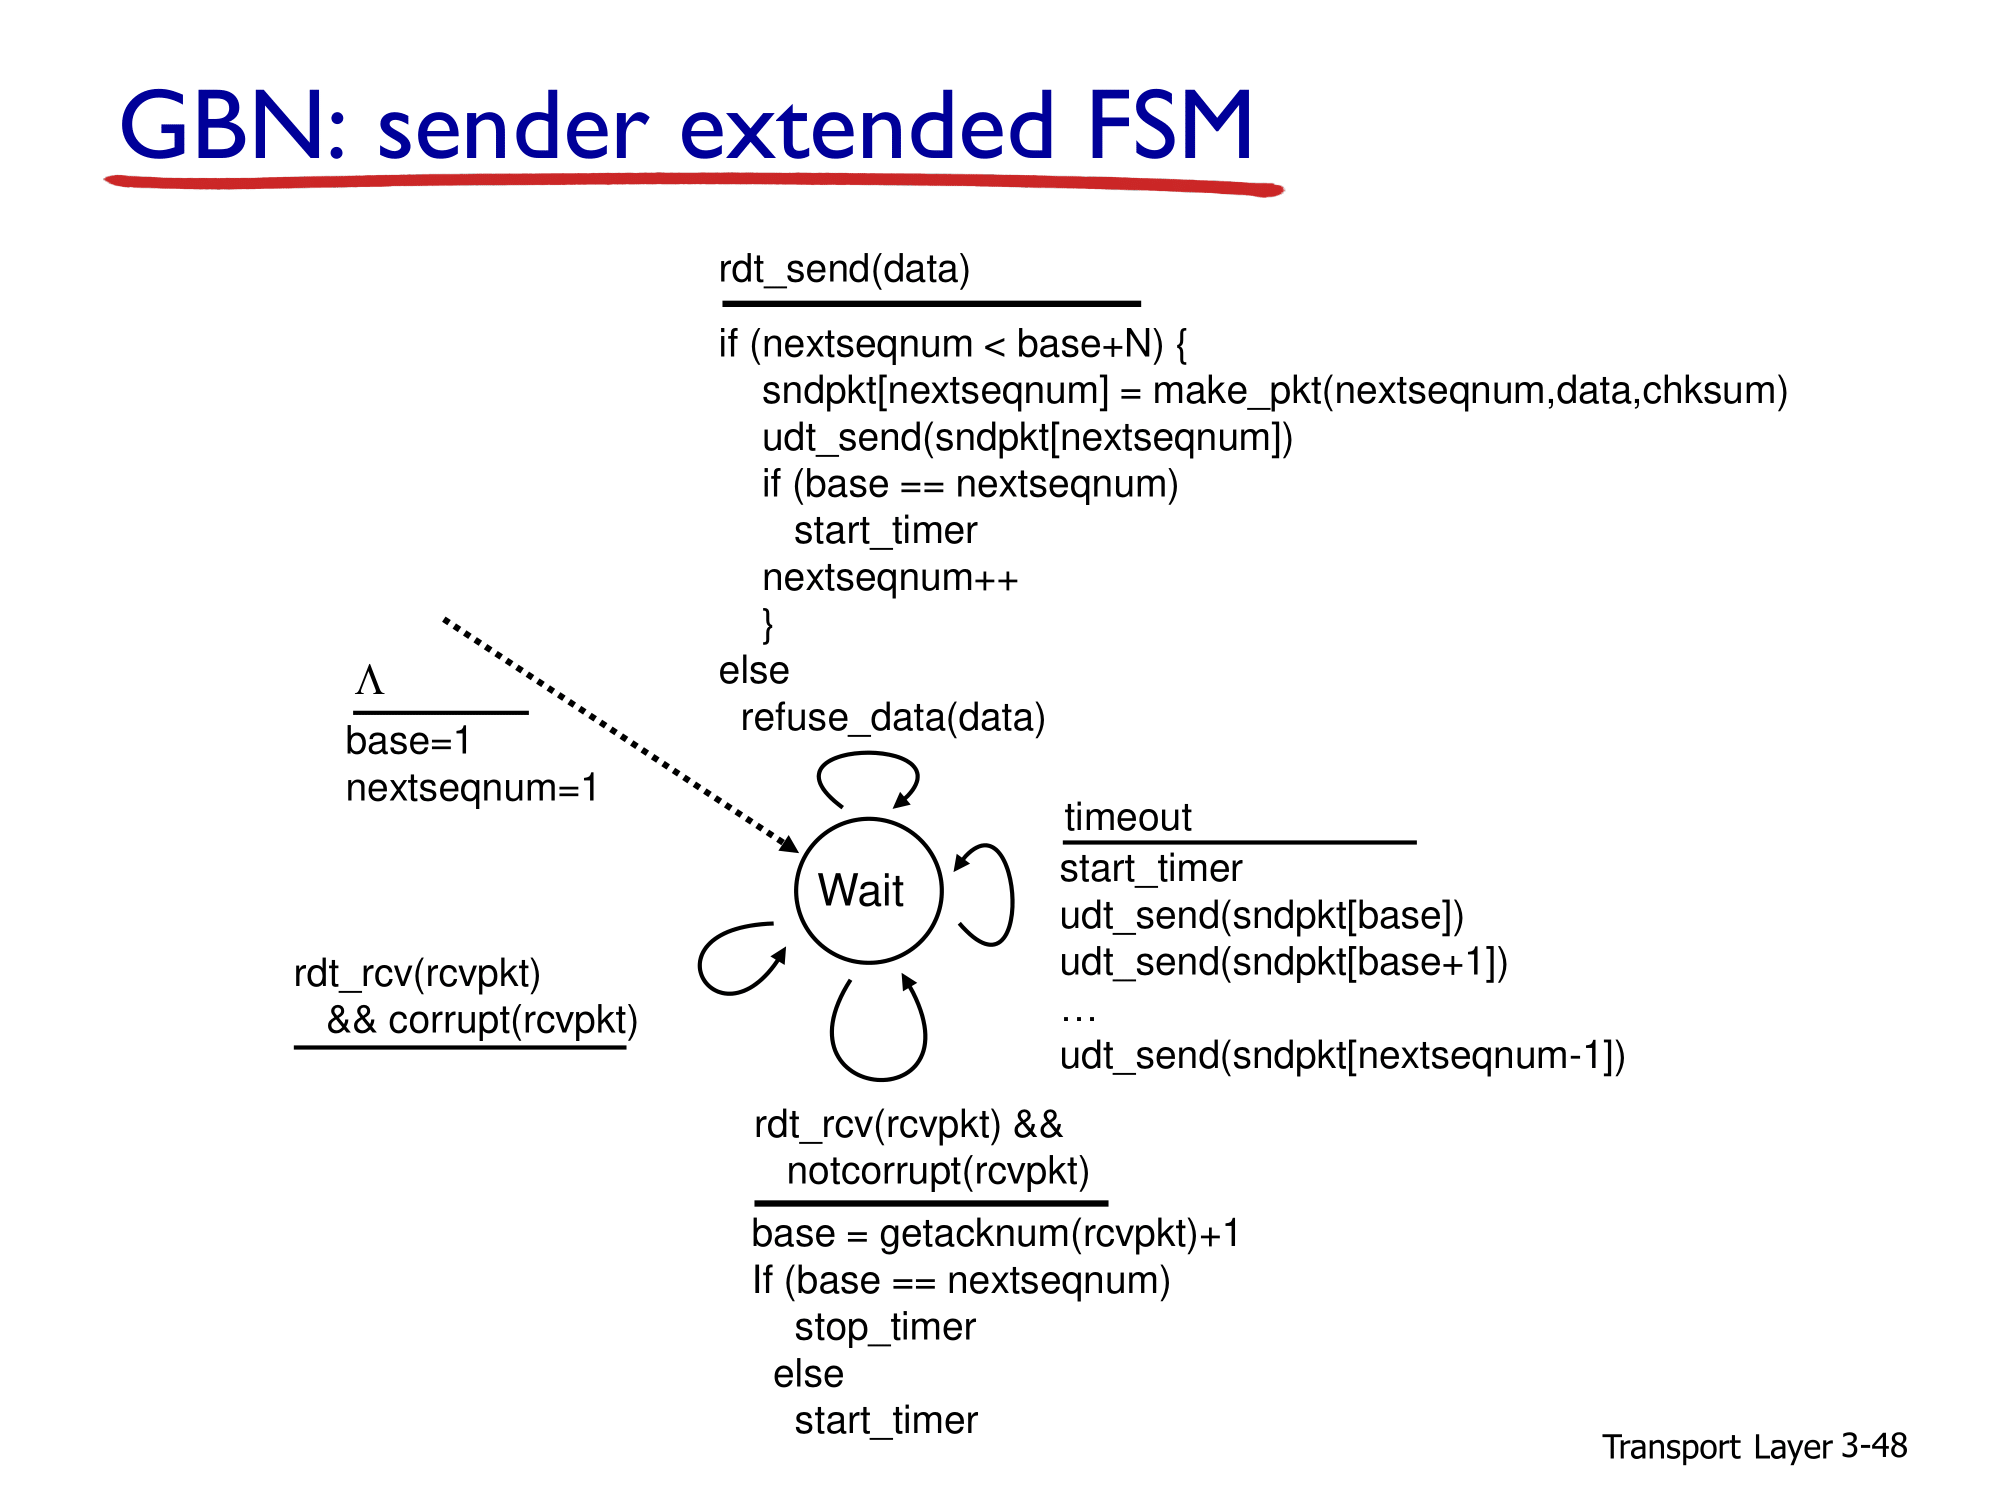 GBN: sender extended FSM
rdt_send(data)
if (nextseqnum < base+N) {
sndpkt[nextseqnum] = make_pkt(nextseqnum,data,chksum)
udt_send(sndpkt[nextseqnum])
if (base == nextseqnum)
start_timer
nextseqnum++
}
else
refuse_data(data)
Λ
base=1
nextseqnum=1
Wait
timeout
start_timer
udt_send(sndpkt[base])
udt_send(sndpkt[base+1])
…
udt_send(sndpkt[nextseqnum-1])
rdt_rcv(rcvpkt)
&& corrupt(rcvpkt)
rdt_rcv(rcvpkt) &&
notcorrupt(rcvpkt)
base = getacknum(rcvpkt)+1
If (base == nextseqnum)
stop_timer
else
start_timer
Transport Layer 3-48